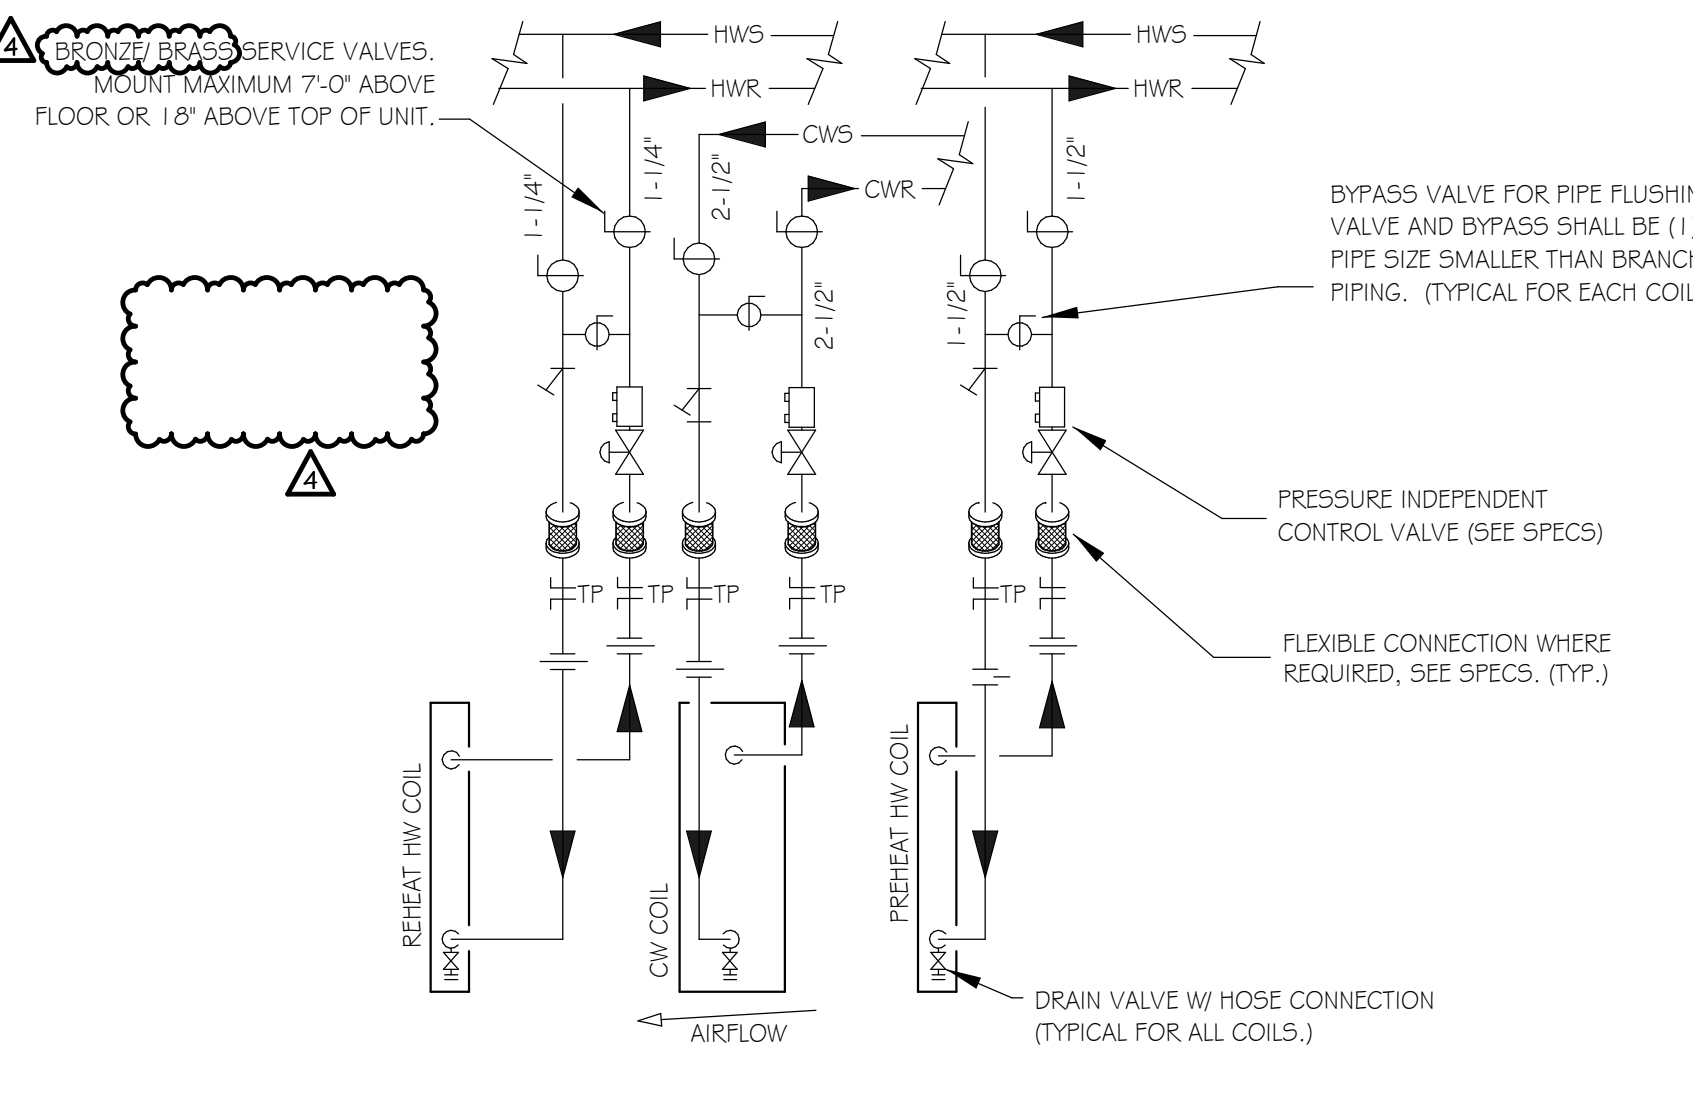 4
BRONZE/ BRASS SERVICE VALVES.
MOUNT MAXIMUM 7'-0" ABOVE
FLOOR OR 18" ABOVE TOP OF UNIT.
HWS
HWR
CWS
CWR
HWS
HWR
1-1/4"
1-1/4"
2-1/2"
2-1/2"
1-1/2"
1-1/2"
BYPASS VALVE FOR PIPE
VALVE AND BYPASS SHALL BE (1
PIPE SIZE SMALLER THAN
PIPING. (TYPICAL FOR EACH COIL
4
PRESSURE INDEPENDENT
CONTROL VALVE (SEE SPECS)
TP
TP
TP
TP
TP
FLEXIBLE CONNECTION WHERE
REQUIRED, SEE SPECS. (TYP.)
REHEAT HW COIL
CW COIL
PREHEAT HW COIL
DRAIN VALVE W/ HOSE CONNECTION
(TYPICAL FOR ALL COILS.)
AIRFLOW